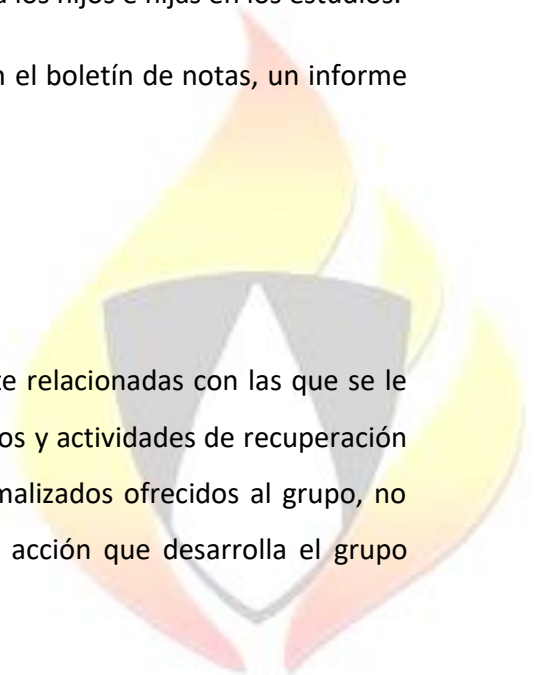 los hijos e hijas en los estudios.
n el boletín de notas, un informe
te relacionadas con las que se le
os y actividades de recuperación
malizados ofrecidos al grupo, no
acción que desarrolla el grupo